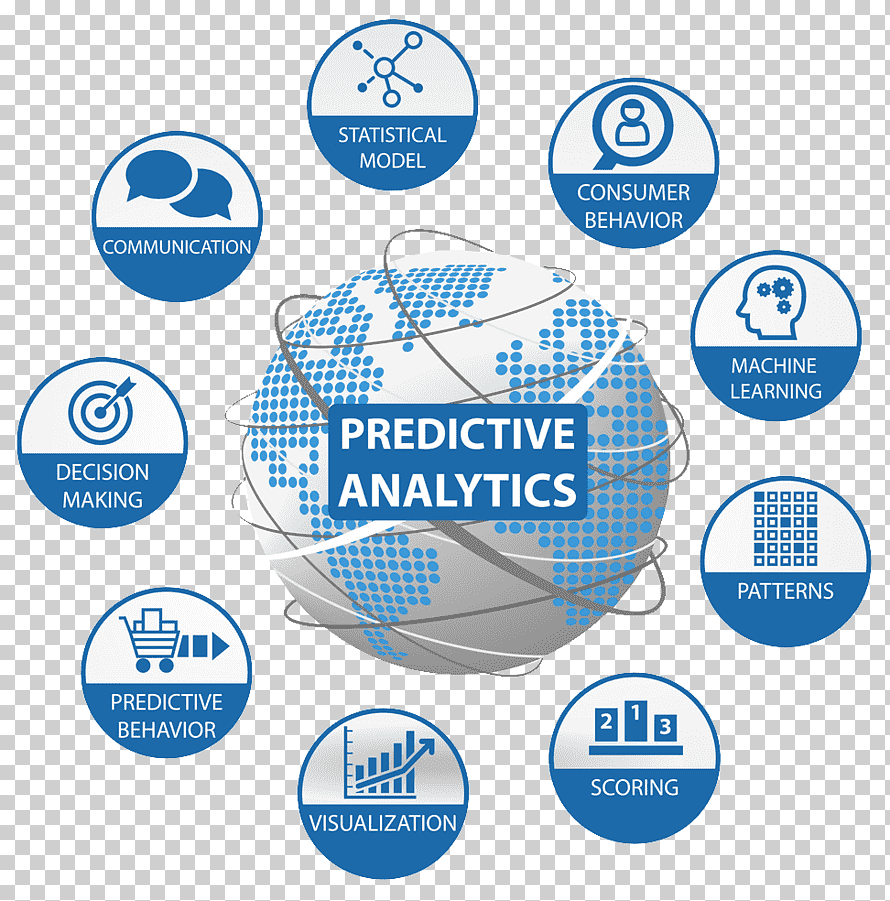 STATISTICAL
MODEL
CONSUMER
BEHAVIOR
COMMUNICATION
MACHINE
LEARNING
PREDICTIVE
ANALYTICS
DECISION
MAKING
PATTERNS
PREDICTIVE
BEHAVIOR
2 1 3
SCORING
VISUALIZATION